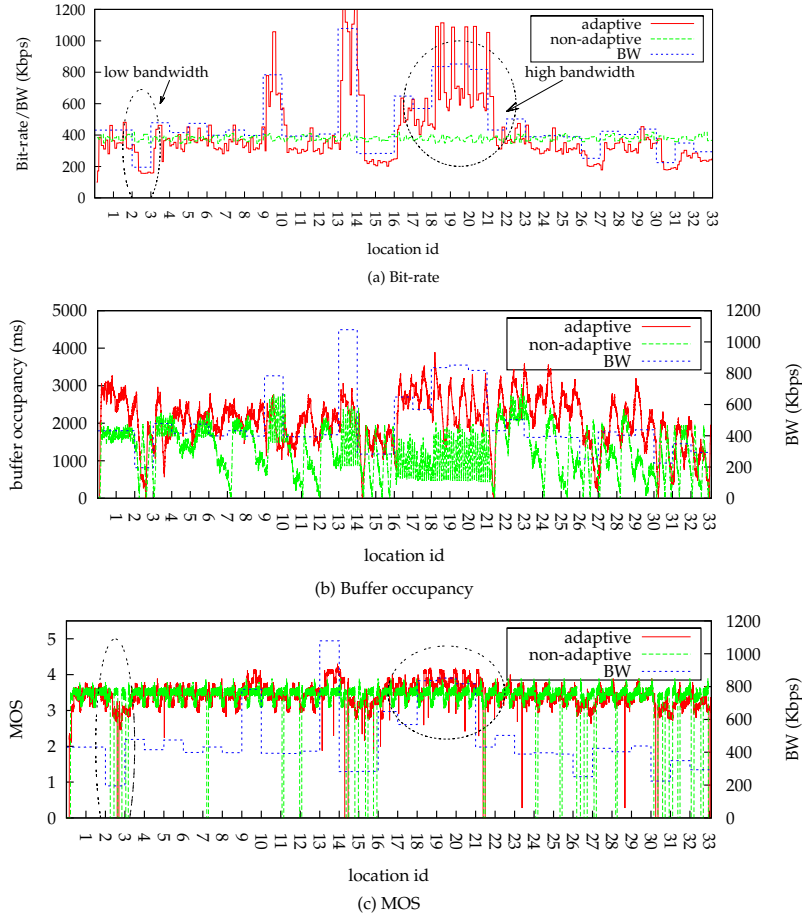 1200
1000
800
600
400
200
0
Bit-rate/BW (Kbps)
adaptive
non-adaptive
BW
low bandwidth
high bandwidth
1 2 3 4 5 6 7 8 9 10 11 12 13 14 15 16 17 18 19 20 21 22 23 24 25 26 27 28 29 30 31 32 33
location id
(a) Bit-rate
5000
4000
3000
2000
1000
0
buffer occupancy (ms)
adaptive
non-adaptive
BW
1200
1000
800
600
400
200
0
BW (Kbps)
1 2 3 4 5 6 7 8 9 10 11 12 13 14 15 16 17 18 19 20 21 22 23 24 25 26 27 28 29 30 31 32 33
location id
(b) Buffer occupancy
5
4
3
2
1
0
MOS
adaptive
non-adaptive
BW
1200
1000
800
600
400
200
0
BW (Kbps)
1 2 3 4 5 6 7 8 9 10 11 12 13 14 15 16 17 18 19 20 21 22 23 24 25 26 27 28 29 30 31 32 33
location id
(c) MOS